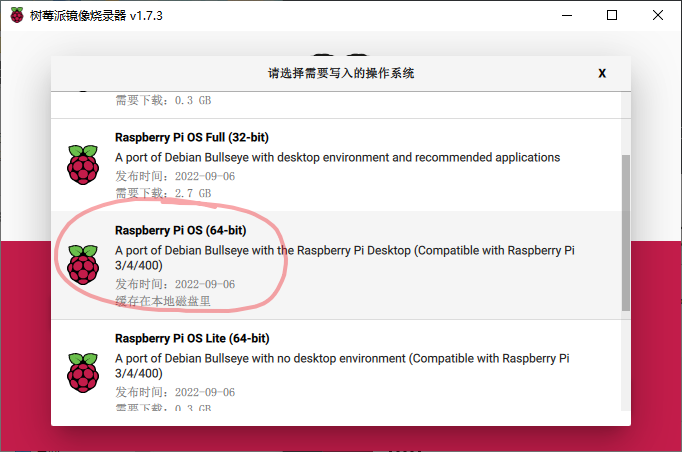 树莓派镜像烧录器 v1.7.3
请选择需要写入的操作系统
X
需要下载：0.3 GB
Raspberry Pi OS Full (32-bit)
A port of Debian Bullseye with desktop environment and recommended applications
发布时间：2022-09-06
需要下载：2.7 GB
Raspberry Pi OS (64-bit)
A port of Debian Bullseye with the Raspberry Pi Desktop (Compatible with Raspberry Pi
3/4/400)
发布时间：2022-09-06
缓存在本地磁盘里
Raspberry Pi OS Lite (64-bit)
A port of Debian Bullseye with no desktop environment (Compatible with Raspberry Pi
3/4/400)
发布时间：2022-09-06
需要下载：0.3 GB